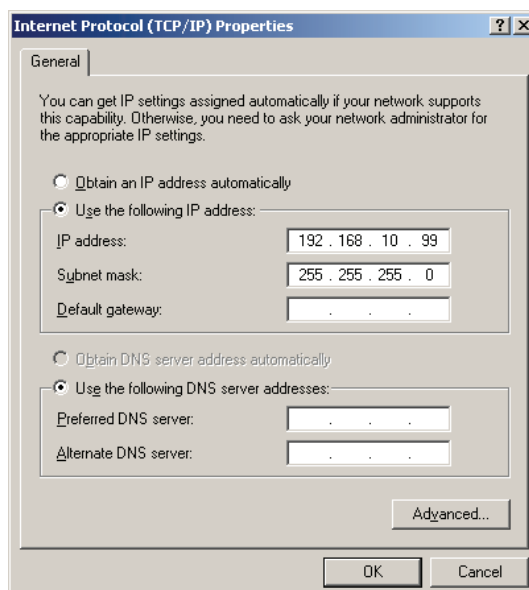 Internet Protocol (TCP/IP) Properties
General
You can get IP settings assigned automatically if your network supports
this capability. Otherwise, you need to ask your network administrator for
the appropriate IP settings.
Obtain an IP address automatically
Use the following IP address:
IP address: 192 . 168 . 10 . 99
Subnet mask: 255 . 255 . 255 . 0
Default gateway: . . .
Obtain DNS server address automatically
Use the following DNS server addresses:
Preferred DNS server: . . .
Alternate DNS server: . . .
Advanced...
OK Cancel